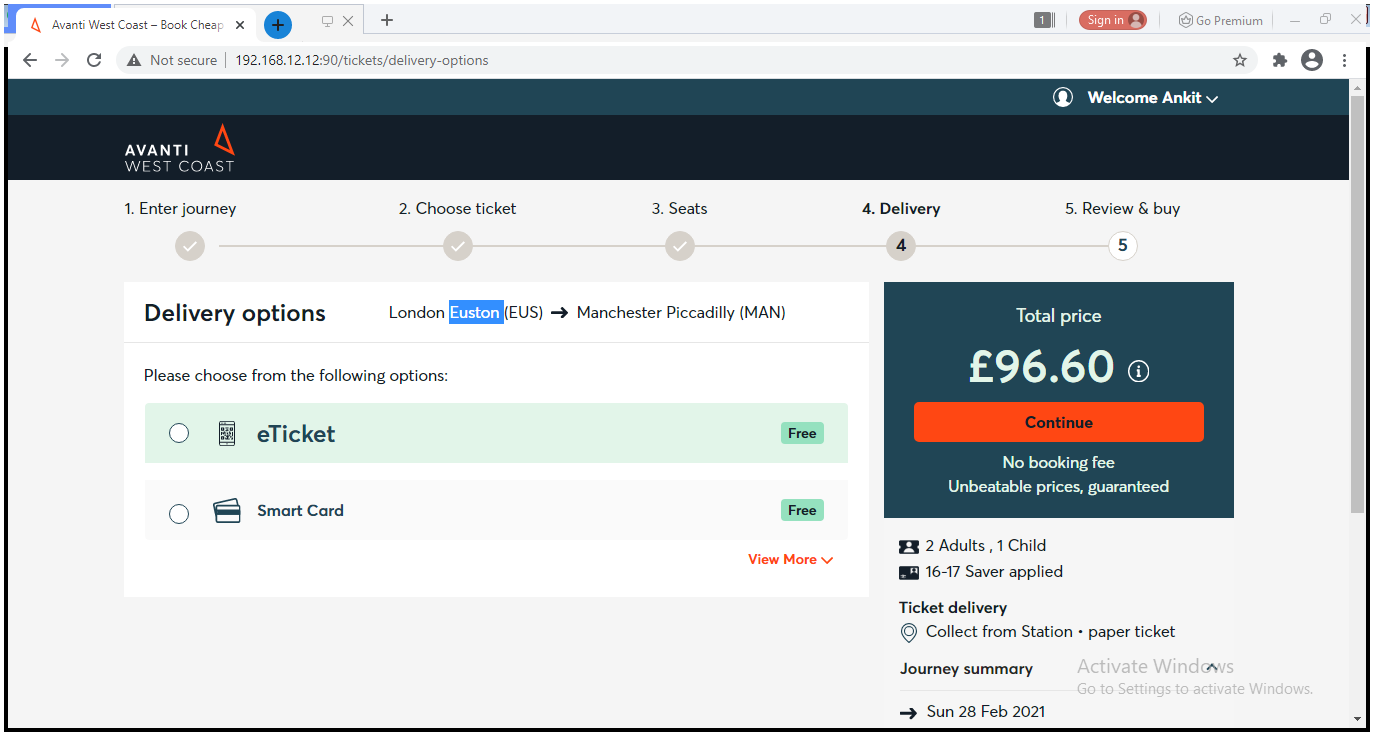 Avanti West Coast – Book Cheap
1
Sign in
Go Premium
Not secure
192.168.12.12:90/tickets/delivery-options
Welcome Ankit
AVANTI
WEST COAST
1. Enter journey
2. Choose ticket
3. Seats
4. Delivery
5. Review & buy
4
5
Delivery options
London Euston (EUS) → Manchester Piccadilly (MAN)
Please choose from the following options:
eTicket
Free
Smart Card
Free
View More
Total price
£96.60
Continue
No booking fee
Unbeatable prices, guaranteed
2 Adults , 1 Child
16-17 Saver applied
Ticket delivery
Collect from Station • paper ticket
Journey summary
→ Sun 28 Feb 2021
Activate Windows
Go to Settings to activate Windows.